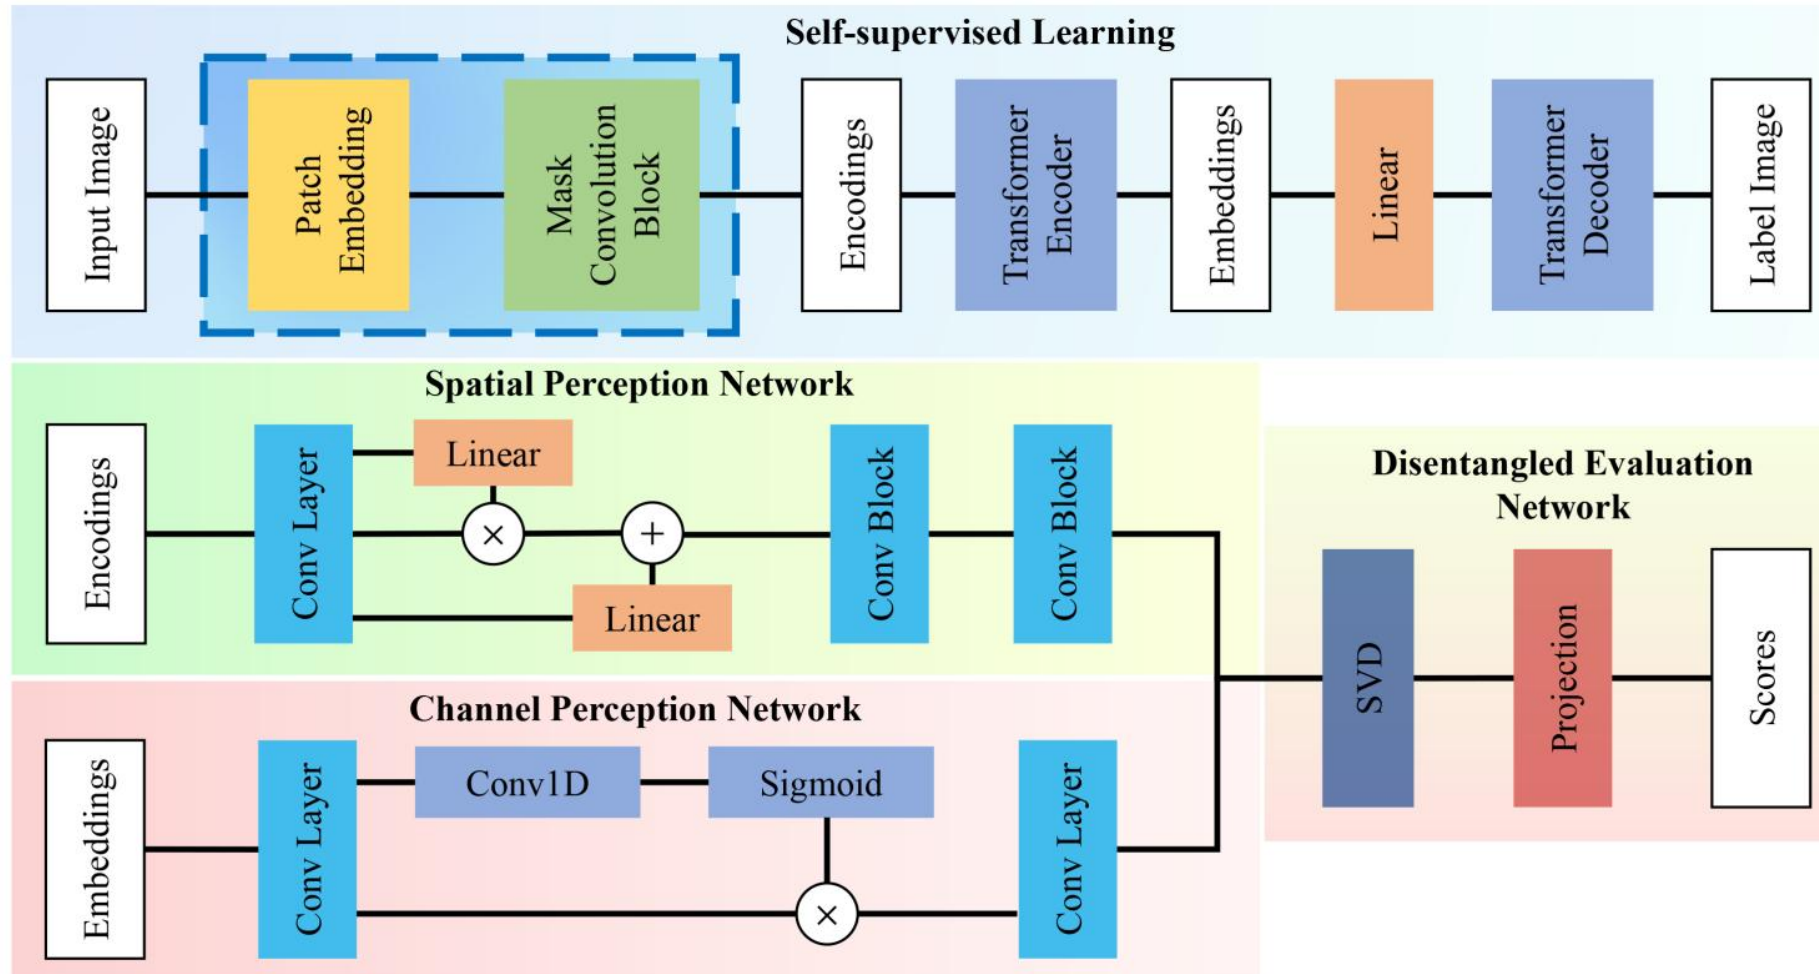 Self-supervised Learning
Input Image
Patch
Embedding
Mask
Convolution
Block
Encodings
Transformer
Encoder
Embeddings
Linear
Transformer
Decoder
Label Image
Spatial Perception Network
Encodings
Conv Layer
Linear
×
+
Linear
Conv Block
Conv Block
Channel Perception Network
Embeddings
Conv Layer
Conv1D
Sigmoid
×
Conv Layer
Disentangled Evaluation
Network
SVD
Projection
Scores